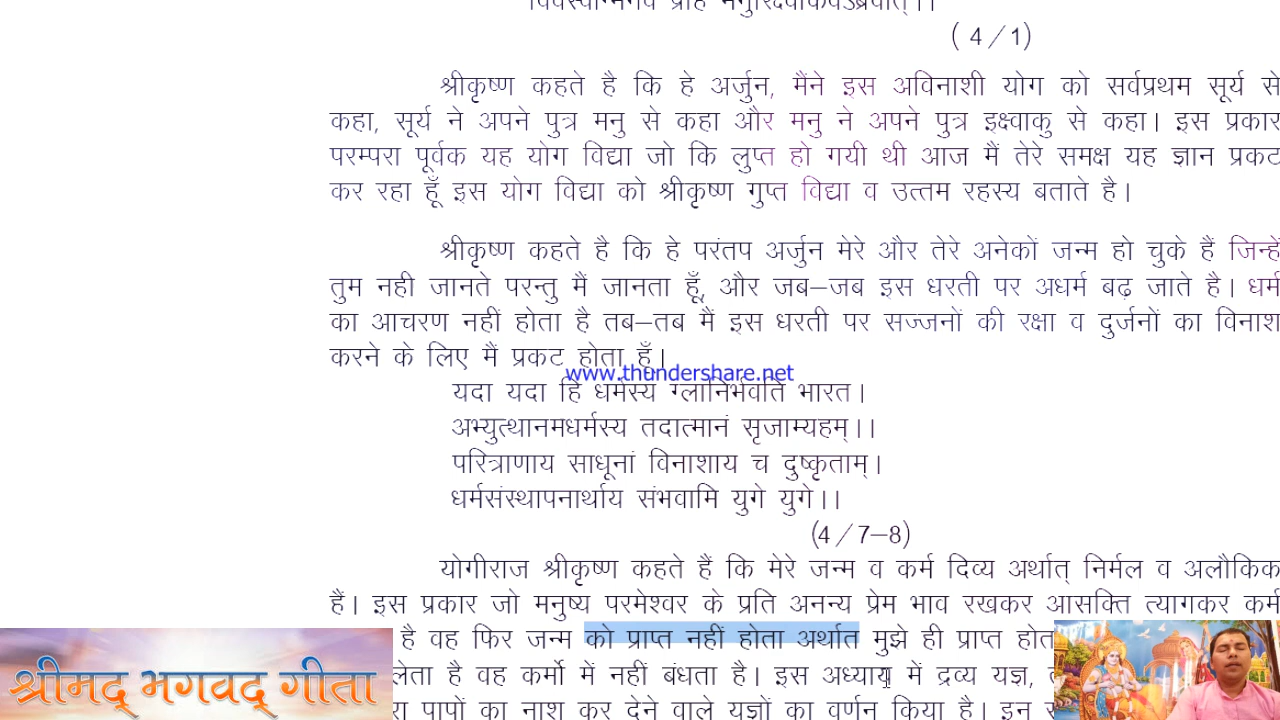 ( 4 / 1)
श्रीकृष्ण कहते है कि हे अर्जुन, मैंने इस अविनाशी योग को सर्वप्रथम सूर्य से
कहा, सूर्य ने अपने पुत्र मनु से कहा और मनु ने अपने पुत्र इक्ष्वाकु से कहा। इस प्रकार
परम्परा पूर्वक यह योग विद्या जो कि लुप्त हो गयी थी आज मैं तेरे समक्ष यह ज्ञान प्रकट
कर रहा हूँ इस योग विद्या को श्रीकृष्ण गुप्त विद्या व उत्तम रहस्य बताते है।
श्रीकृष्ण कहते है कि हे परंतप अर्जुन मेरे और तेरे अनेकों जन्म हो चुके हैं जिन्हें
तुम नही जानते परन्तु मैं जानता हूँ, और जब–जब इस धरती पर अधर्म बढ़ जाते है। धर्म
का आचरण नहीं होता है तब–तब मैं इस धरती पर सज्जनों की रक्षा व दुर्जनों का विनाश
करने के लिए मैं प्रकट होता हूँ।
www.thundershare.net
यदा यदा हि धर्मस्य ग्लानिर्भवति भारत।
अभ्युत्थानमधर्मस्य तदात्मानं सृजाम्यहम्।।
परित्राणाय साधूनां विनाशाय च दुष्कृताम्।
धर्मसंस्थापनार्थाय संभवामि युगे युगे।।
(4 / 7–8)
योगीराज श्रीकृष्ण कहते हैं कि मेरे जन्म व कर्म दिव्य अर्थात् निर्मल व अलौकिक
हैं। इस प्रकार जो मनुष्य परमेश्वर के प्रति अनन्य प्रेम भाव रखकर आसक्ति त्यागकर कर्म
है वह फिर जन्म को प्राप्त नहीं होता अर्थात मुझे ही प्राप्त
लेता है वह कर्मो में नहीं बंधता है। इस अध्याय में द्रव्य यज्ञ,
पापों का नाश कर देने वाले यज्ञों का वर्णन किया है। इन
श्रीमद् भगवद् गीता